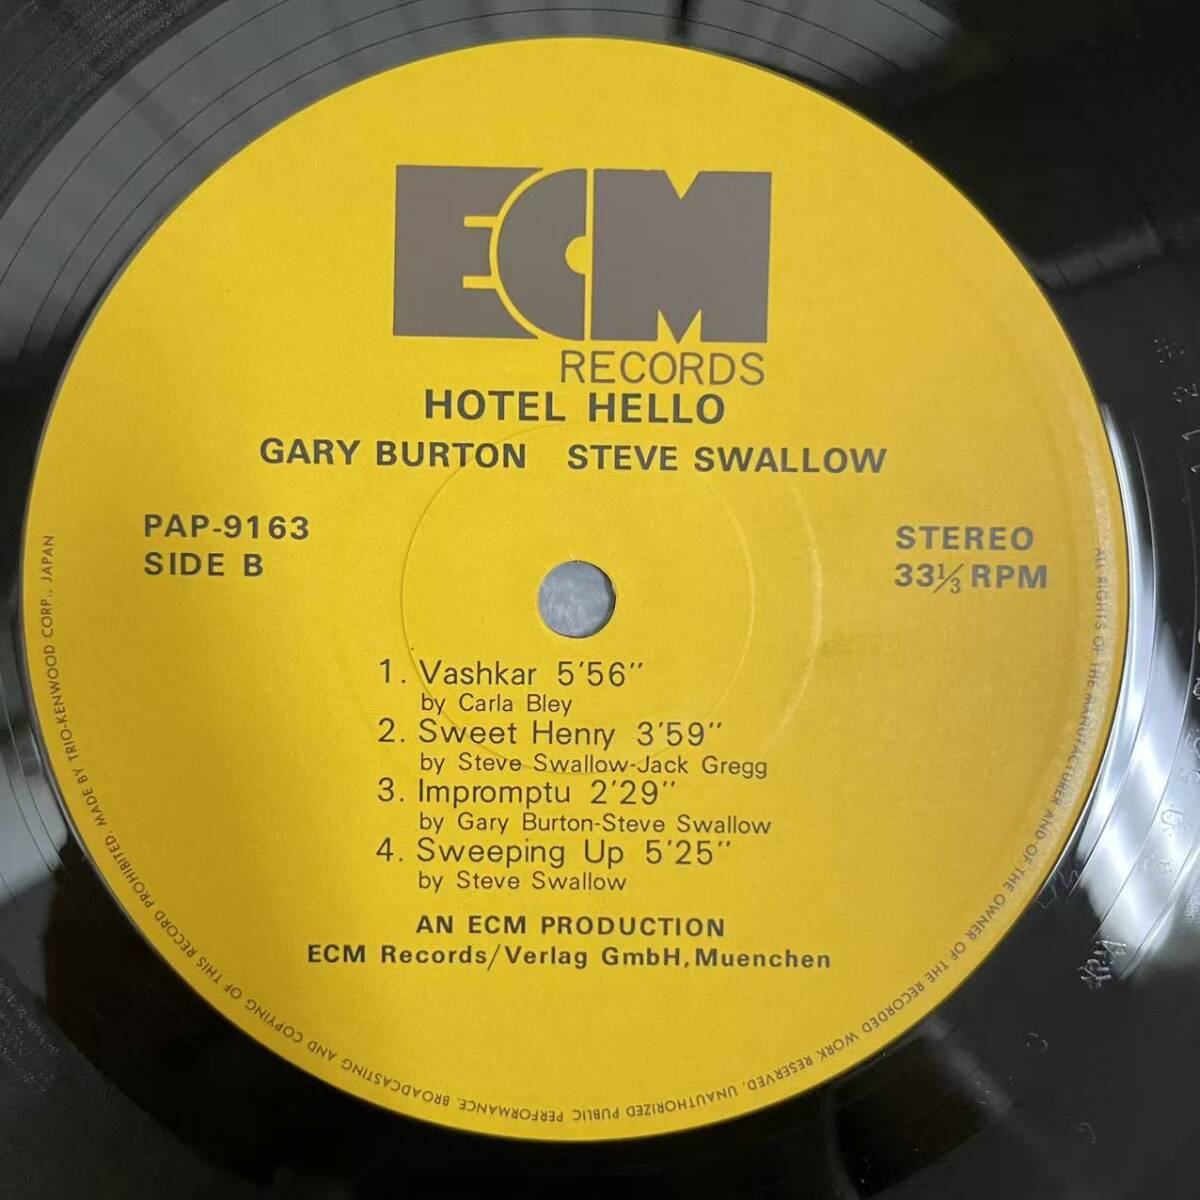 ECM
RECORDS
HOTEL HELLO
GARY BURTON STEVE SWALLOW
PAP-9163
SIDE B
STEREO
33⅓ RPM
1. Vashkar 5'56"
by Carla Bley
2. Sweet Henry 3'59"
by Steve Swallow-Jack Gregg
3. Impromptu 2'29"
by Gary Burton-Steve Swallow
4. Sweeping Up 5'25"
by Steve Swallow
AN ECM PRODUCTION
ECM Records/Verlag GmbH, Muenchen
ALL RIGHTS OF THE MANUFACTURER AND OF THE OWNER OF THE RECORDED WORK RESERVED. UNAUTHORIZED PUBLIC PERFORMANCE, BROADCASTING AND COPYING OF THIS RECORD PROHIBITED. MADE BY TRIO-KENWOOD CORP., JAPAN